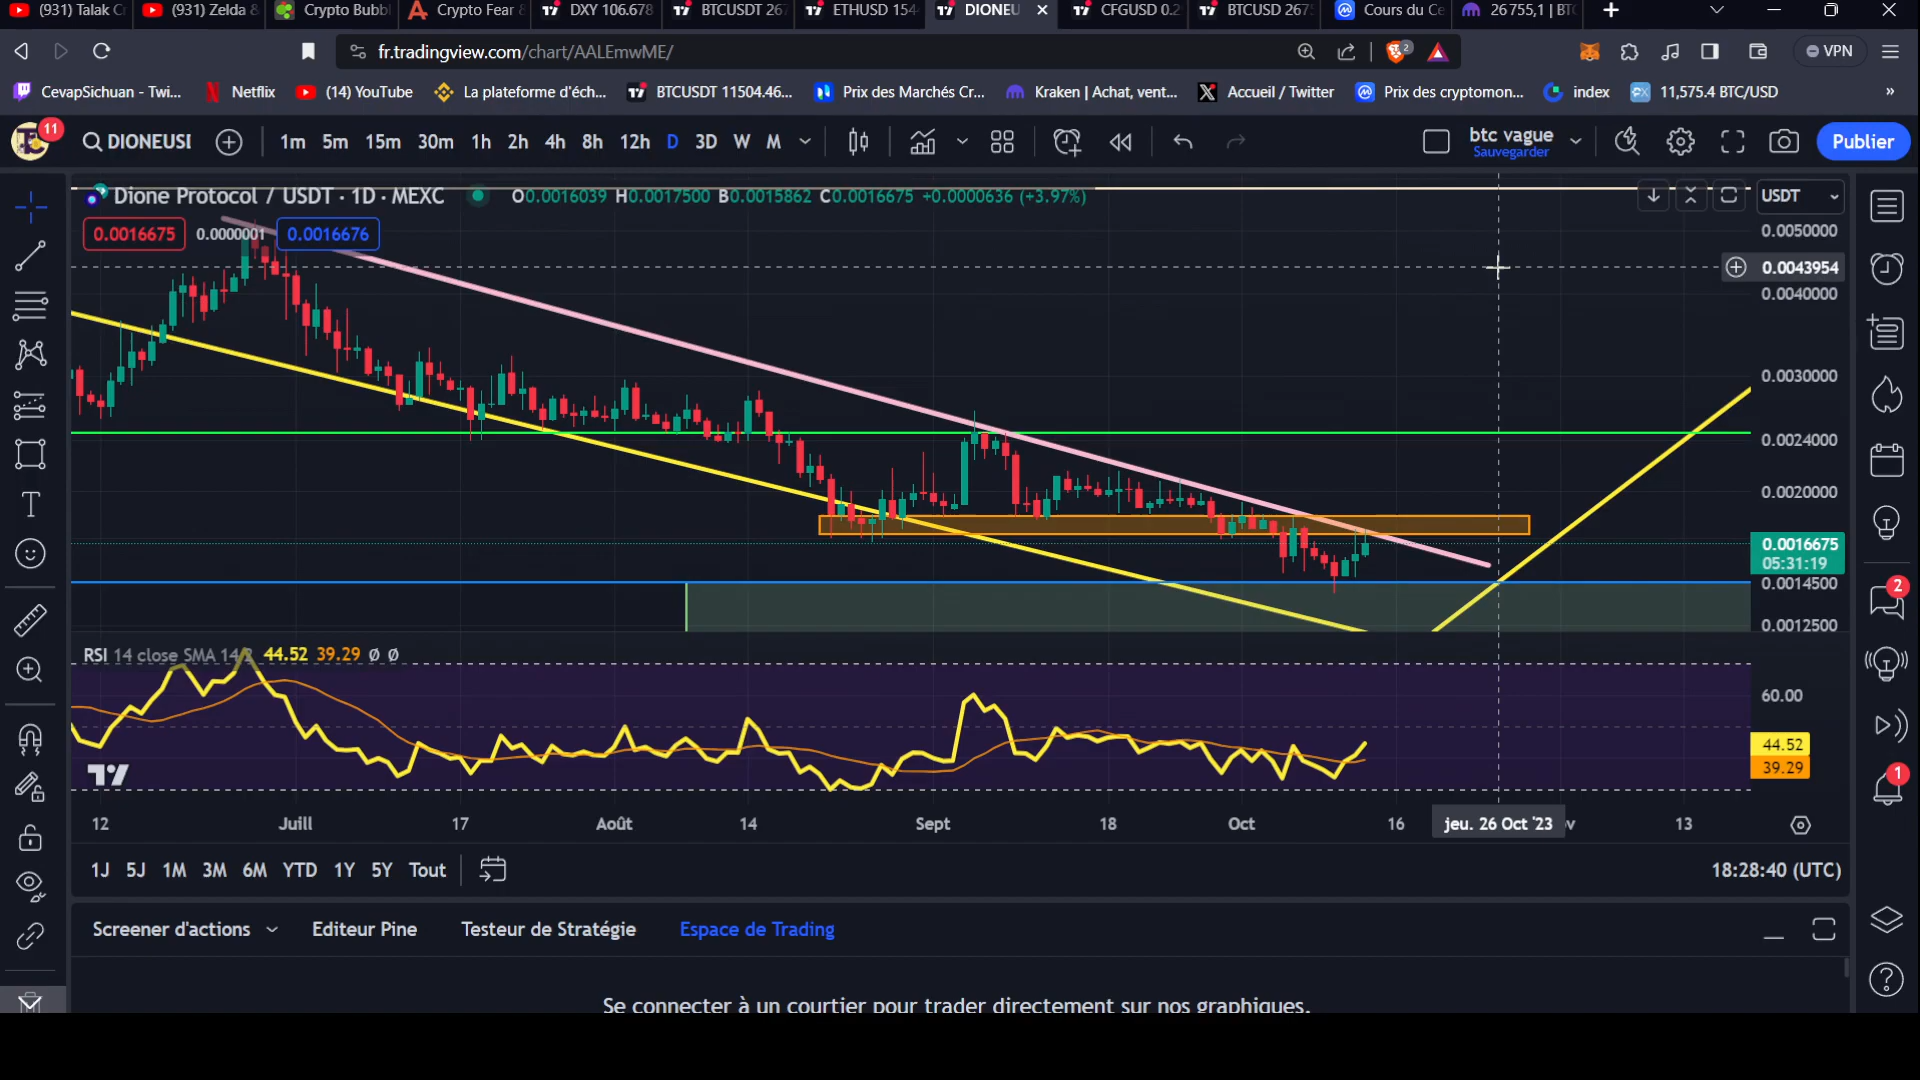 (931) Talak Cr
(931) Zelda &
Crypto Bubbl
Crypto Fear &
DXY 106.678
BTCUSDT 267
ETHUSD 154
DIONEU
CFGUSD 0.2
BTCUSD 267
Cours du Ce
26 755,1 | BTC
fr.tradingview.com/chart/AALEmwME/
2
VPN
CevapSichuan - Twi...
Netflix
(14) YouTube
La plateforme d'éch...
BTCUSDT 11504.46...
Prix des Marchés Cr...
Kraken | Achat, vent...
Accueil / Twitter
Prix des cryptomon...
index
11,575.4 BTC/USD
»
11
DIONEUSI
1m 5m 15m 30m 1h 2h 4h 8h 12h D 3D W M
btc vague
Sauvegarder
Publier
Dione Protocol / USDT · 1D · MEXC
O0.0016039 H0.0017500 B0.0015862 C0.0016675 +0.0000636 (+3.97%)
USDT
0.0016675 0.0000001 0.0016676
0.0050000
0.0043954
0.0040000
0.0030000
0.0024000
0.0020000
0.0016675
05:31:19
0.0014500
0.0012500
2
RSI 14 close SMA 14 2 44.52 39.29 Ø Ø
60.00
44.52
39.29
1
12 Juill 17 Août 14 Sept 18 Oct 16 jeu. 26 Oct '23 v 13
1J 5J 1M 3M 6M YTD 1Y 5Y Tout
18:28:40 (UTC)
Screener d'actions
Editeur Pine
Testeur de Stratégie
Espace de Trading
Se connecter à un courtier pour trader directement sur nos graphiques.